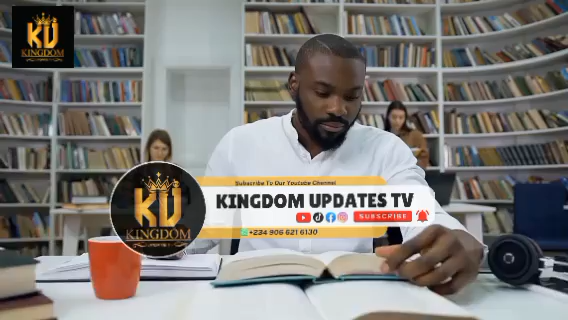 KU
KINGDOM
Subscribe To Our Youtube Channel
KINGDOM UPDATES TV
SUBSCRIBE
+234 906 621 6130
KU
KINGDOM